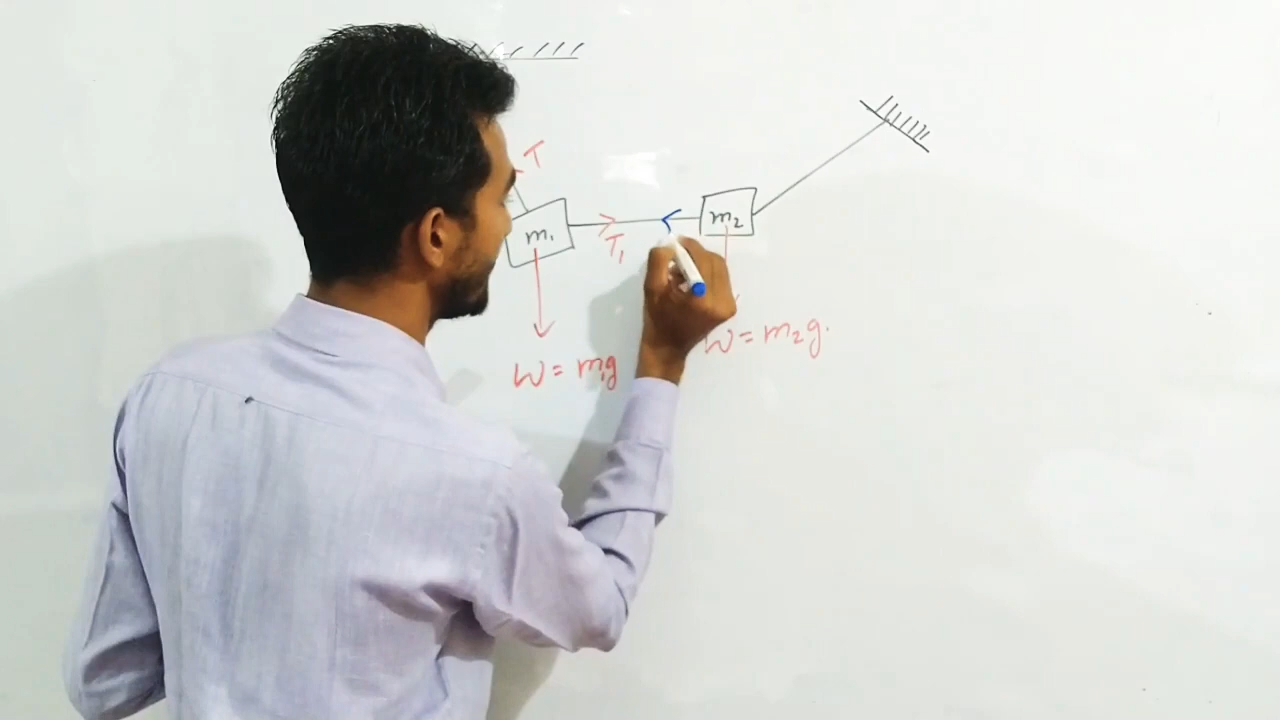 T
m₁ m₂
T₁
W = m₂g.
W = m₁g